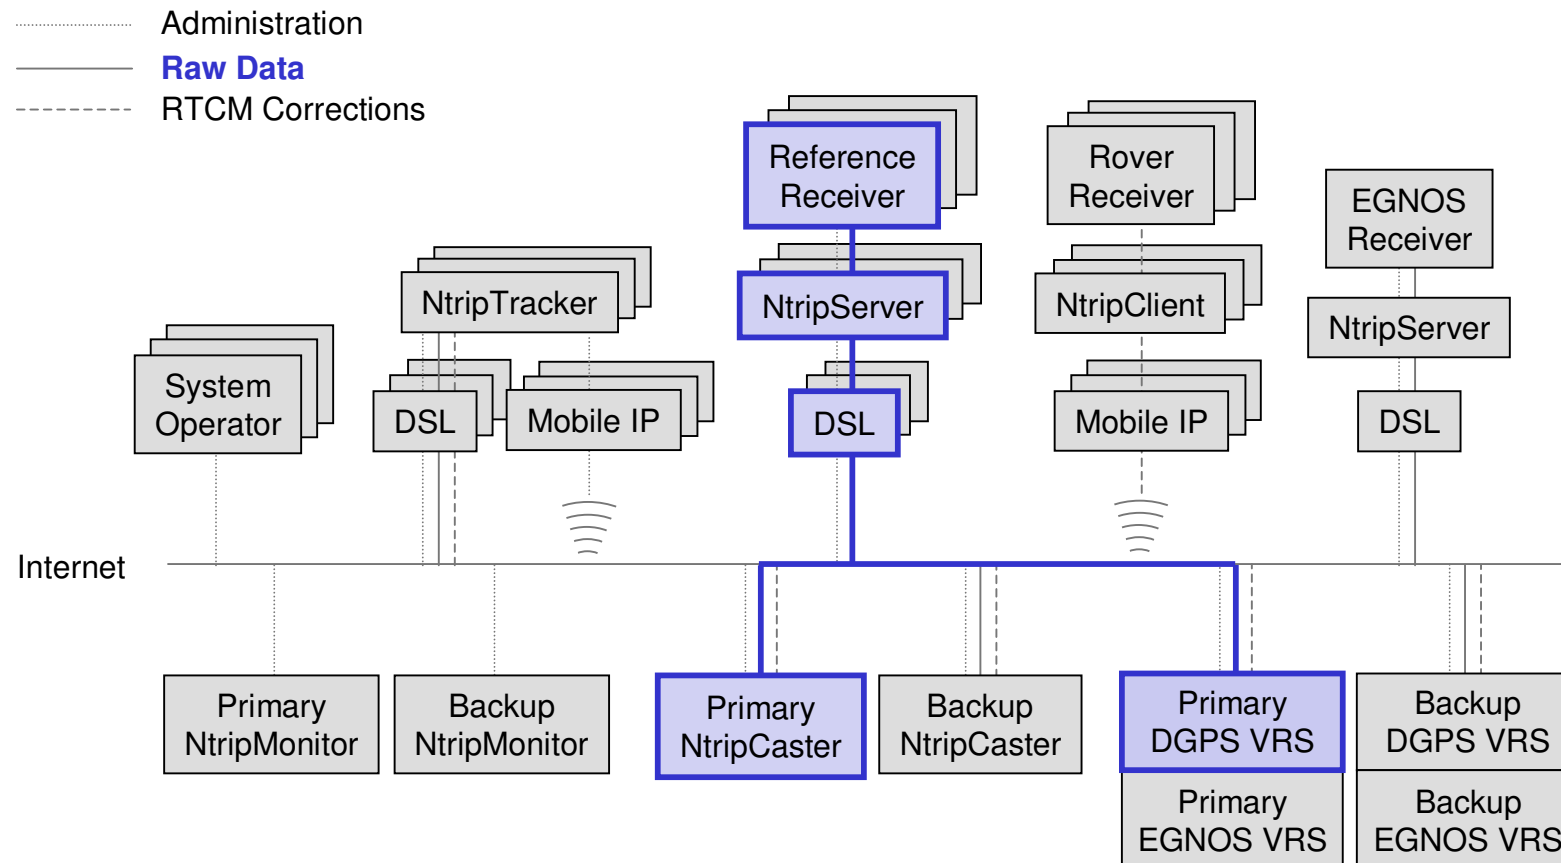 Administration
Raw Data
RTCM Corrections
Reference
Receiver
Rover
Receiver
EGNOS
Receiver
NtripTracker
NtripServer
NtripClient
NtripServer
System
Operator
DSL
Mobile IP
DSL
Mobile IP
DSL
Internet
Primary
NtripMonitor
Backup
NtripMonitor
Primary
NtripCaster
Backup
NtripCaster
Primary
DGPS VRS
Backup
DGPS VRS
Primary
EGNOS VRS
Backup
EGNOS VRS